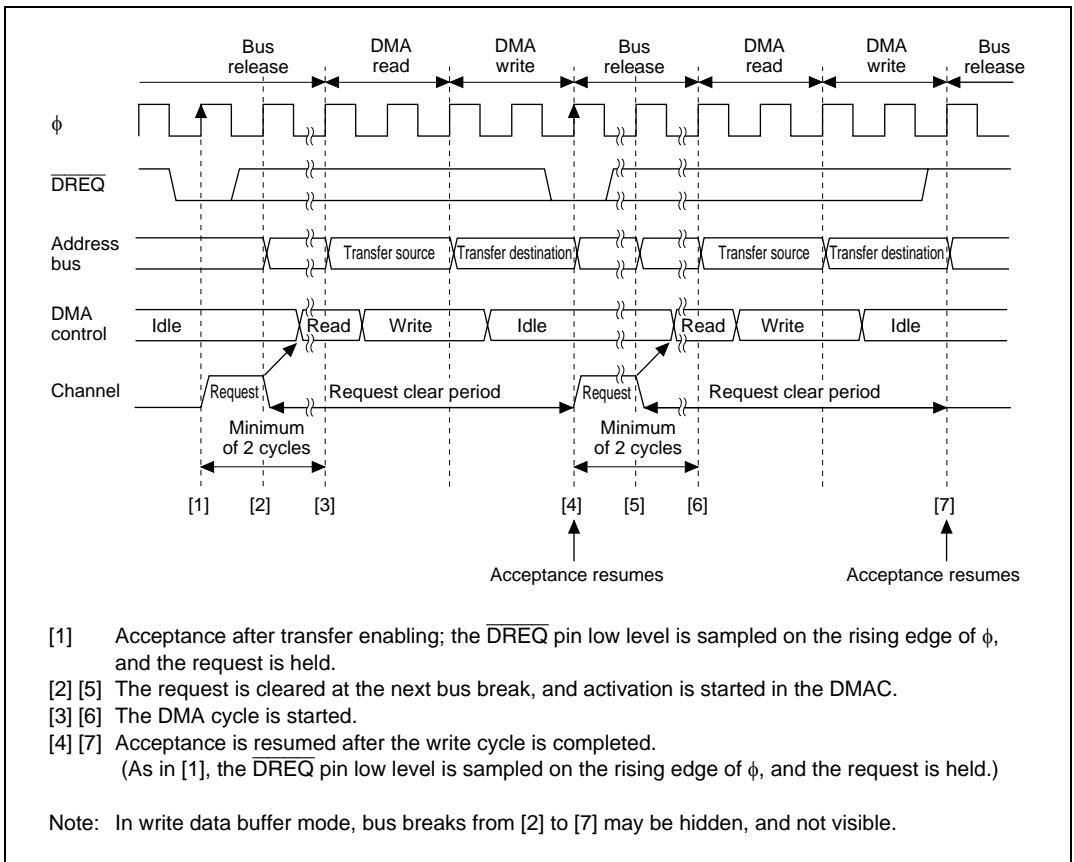 Bus release DMA read DMA write Bus release DMA read DMA write Bus release
φ
DREQ
Address bus Transfer source Transfer destination Transfer source Transfer destination
DMA control Idle Read Write Idle Read Write Idle
Channel Request Request clear period Request Request clear period
Minimum of 2 cycles Minimum of 2 cycles
[1] [2] [3] [4] [5] [6] [7]
Acceptance resumes Acceptance resumes
[1] Acceptance after transfer enabling; the DREQ pin low level is sampled on the rising edge of φ,
and the request is held.
[2] [5] The request is cleared at the next bus break, and activation is started in the DMAC.
[3] [6] The DMA cycle is started.
[4] [7] Acceptance is resumed after the write cycle is completed.
(As in [1], the DREQ pin low level is sampled on the rising edge of φ, and the request is held.)
Note: In write data buffer mode, bus breaks from [2] to [7] may be hidden, and not visible.